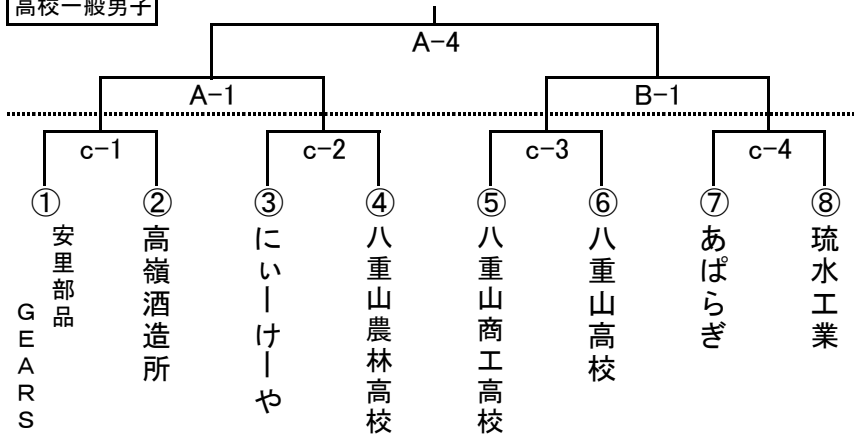 高校一般男子
A-4
A-1
B-1
c-1
c-2
c-3
c-4
①
②
③
④
⑤
⑥
⑦
⑧
安里部品
GEARS
高嶺酒造所
にぃーけーや
八重山農林高校
八重山商工高校
八重山高校
あぱらぎ
琉水工業